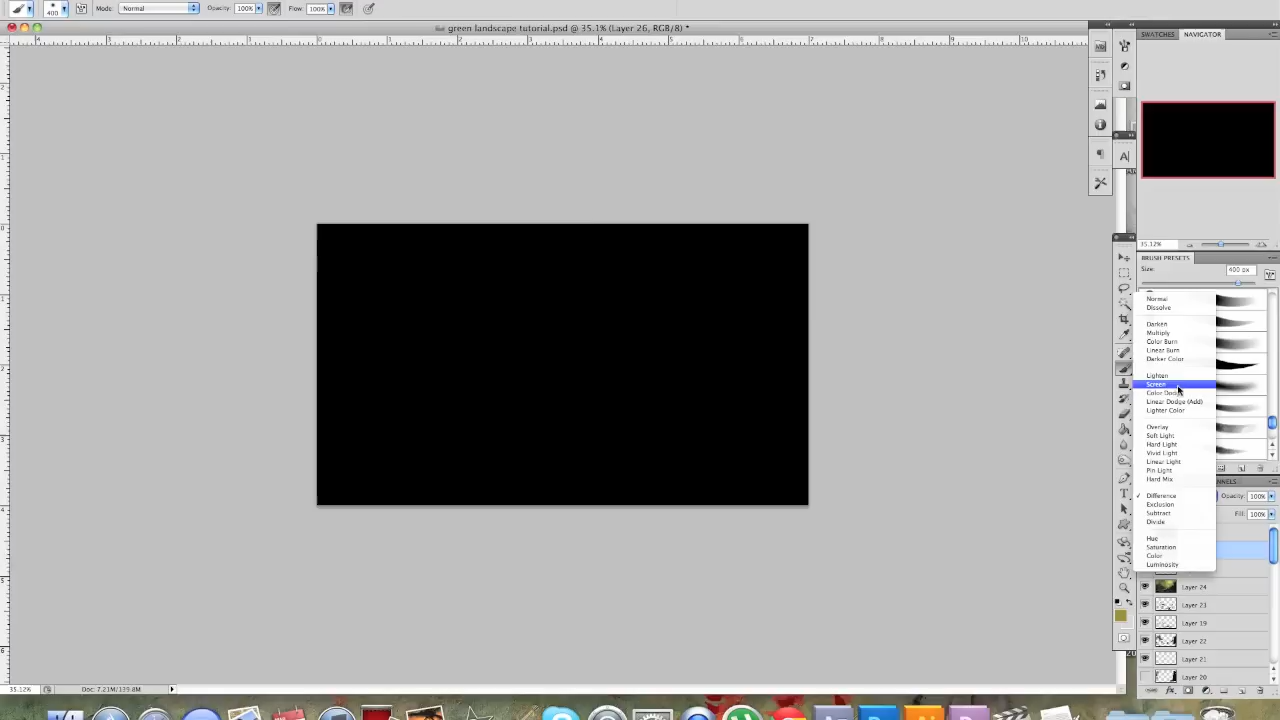 400
Mode: Normal
Opacity: 100%
Flow: 100%
green landscape tutorial.psd @ 35.1% (Layer 26, RGB/8) *
SWATCHES
NAVIGATOR
35.12%
BRUSH PRESETS
Size:
400 px
Normal
Dissolve
Darken
Multiply
Color Burn
Linear Burn
Darker Color
Lighten
Screen
Color Dodge
Linear Dodge (Add)
Lighter Color
Overlay
Soft Light
Hard Light
Vivid Light
Linear Light
Pin Light
Hard Mix
Difference
Exclusion
Subtract
Divide
Hue
Saturation
Color
Luminosity
Opacity: 100%
Fill: 100%
Layer 24
Layer 23
Layer 19
Layer 22
Layer 21
Layer 20
35.12%
Doc: 7.21M/139.8M